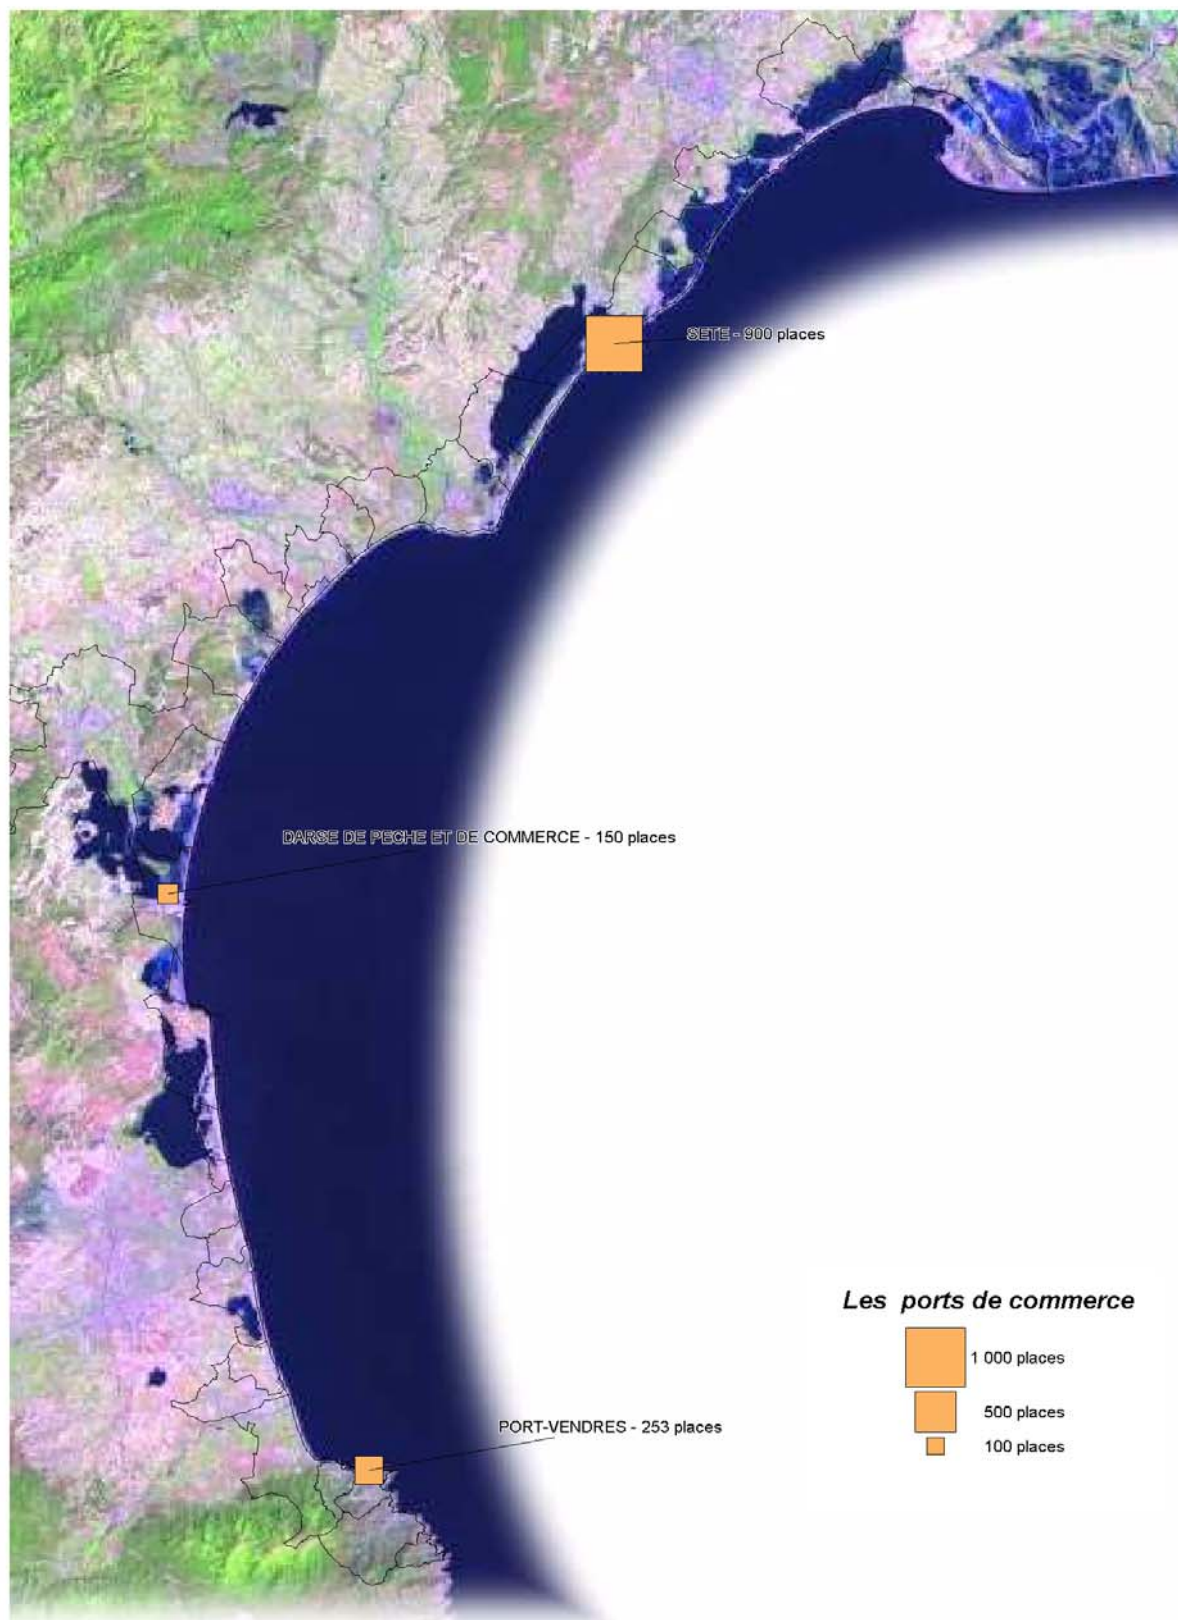 SETE - 900 places
DARSE DE PECHE ET DE COMMERCE - 150 places
PORT-VENDRES - 253 places
Les ports de commerce
1 000 places
500 places
100 places